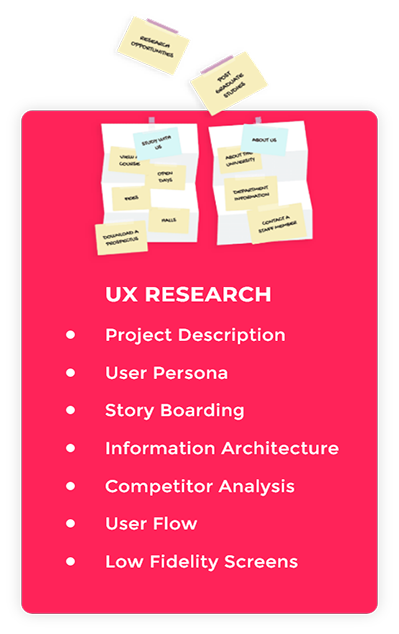 RESEARCH
OPPORTUNITIES
POST
GRADUATE
STUDIES
STUDY WITH
US
VIEW A
COURSE
OPEN
DAYS
FEES
HALLS
DOWNLOAD A
PROSPECTUS
ABOUT US
ABOUT THE
UNIVERSITY
DEPARTMENT
INFORMATION
CONTACT A
STAFF MEMBER
UX RESEARCH
• Project Description
• User Persona
• Story Boarding
• Information Architecture
• Competitor Analysis
• User Flow
• Low Fidelity Screens